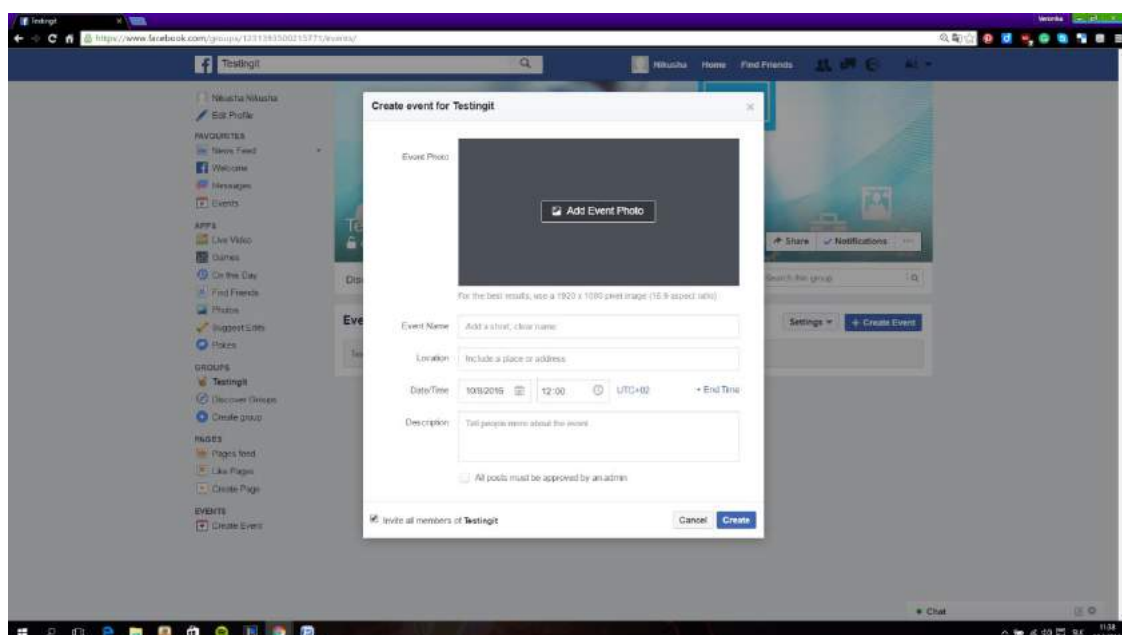 Testingit
Veronika
https://www.facebook.com/groups/1231393500215771/events/
Testingit
Nikusha
Home
Find Friends
Nikusha Nikusha
Edit Profile
FAVOURITES
News Feed
Welcome
Messages
Events
APPS
Live Video
Games
On This Day
Find Friends
Photos
Suggest Edits
Pokes
GROUPS
Testingit
Discover Groups
Create group
PAGES
Pages feed
Like Pages
Create Page
EVENTS
Create Event
Share
Notifications
Search this group
Settings
+ Create Event
Create event for Testingit
Event Photo
Add Event Photo
For the best results, use a 1920 x 1080 pixel image (16:9 aspect ratio)
Event Name
Add a short, clear name
Location
Include a place or address
Date/Time
12:00
UTC+02
+ End Time
Description
Tell people more about the event
All posts must be approved by an admin
Invite all members of Testingit
Cancel
Create
Chat
11:38